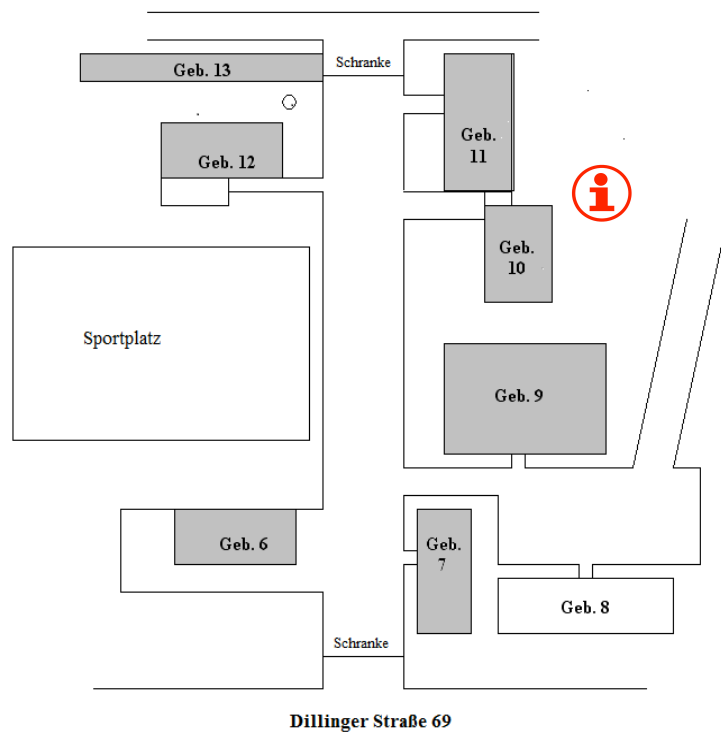 Schranke
Geb. 13
Geb.
11
Geb. 12
Geb.
10
Sportplatz
Geb. 9
Geb. 6
Geb.
7
Geb. 8
Schranke
Dillinger Straße 69